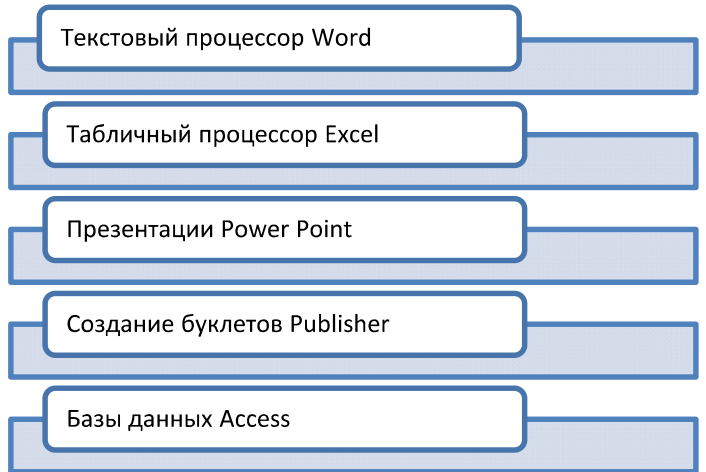 Текстовый процессор Word
Табличный процессор Excel
Презентации Power Point
Создание буклетов Publisher
Базы данных Access